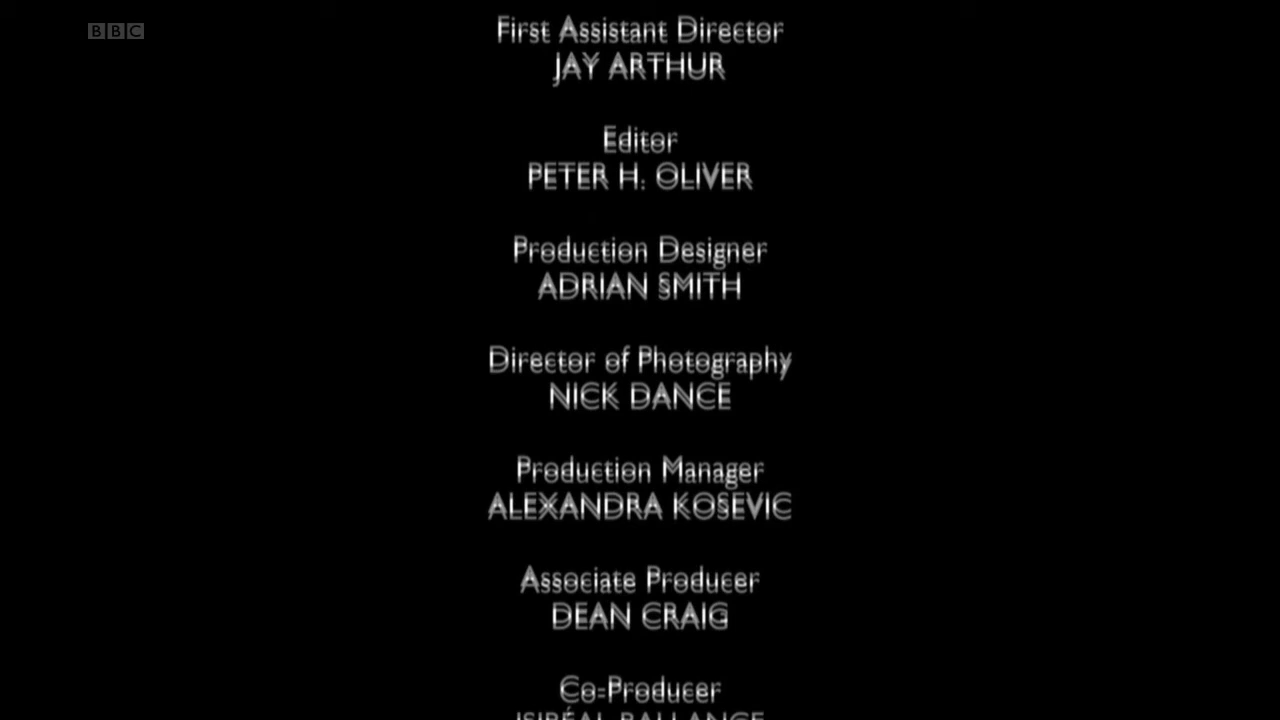 BBC
First Assistant Director
JAY ARTHUR
Editor
PETER H. OLIVER
Production Designer
ADRIAN SMITH
Director of Photography
NICK DANCE
Production Manager
ALEXANDRA KOSEVIC
Associate Producer
DEAN CRAIG
Co-Producer